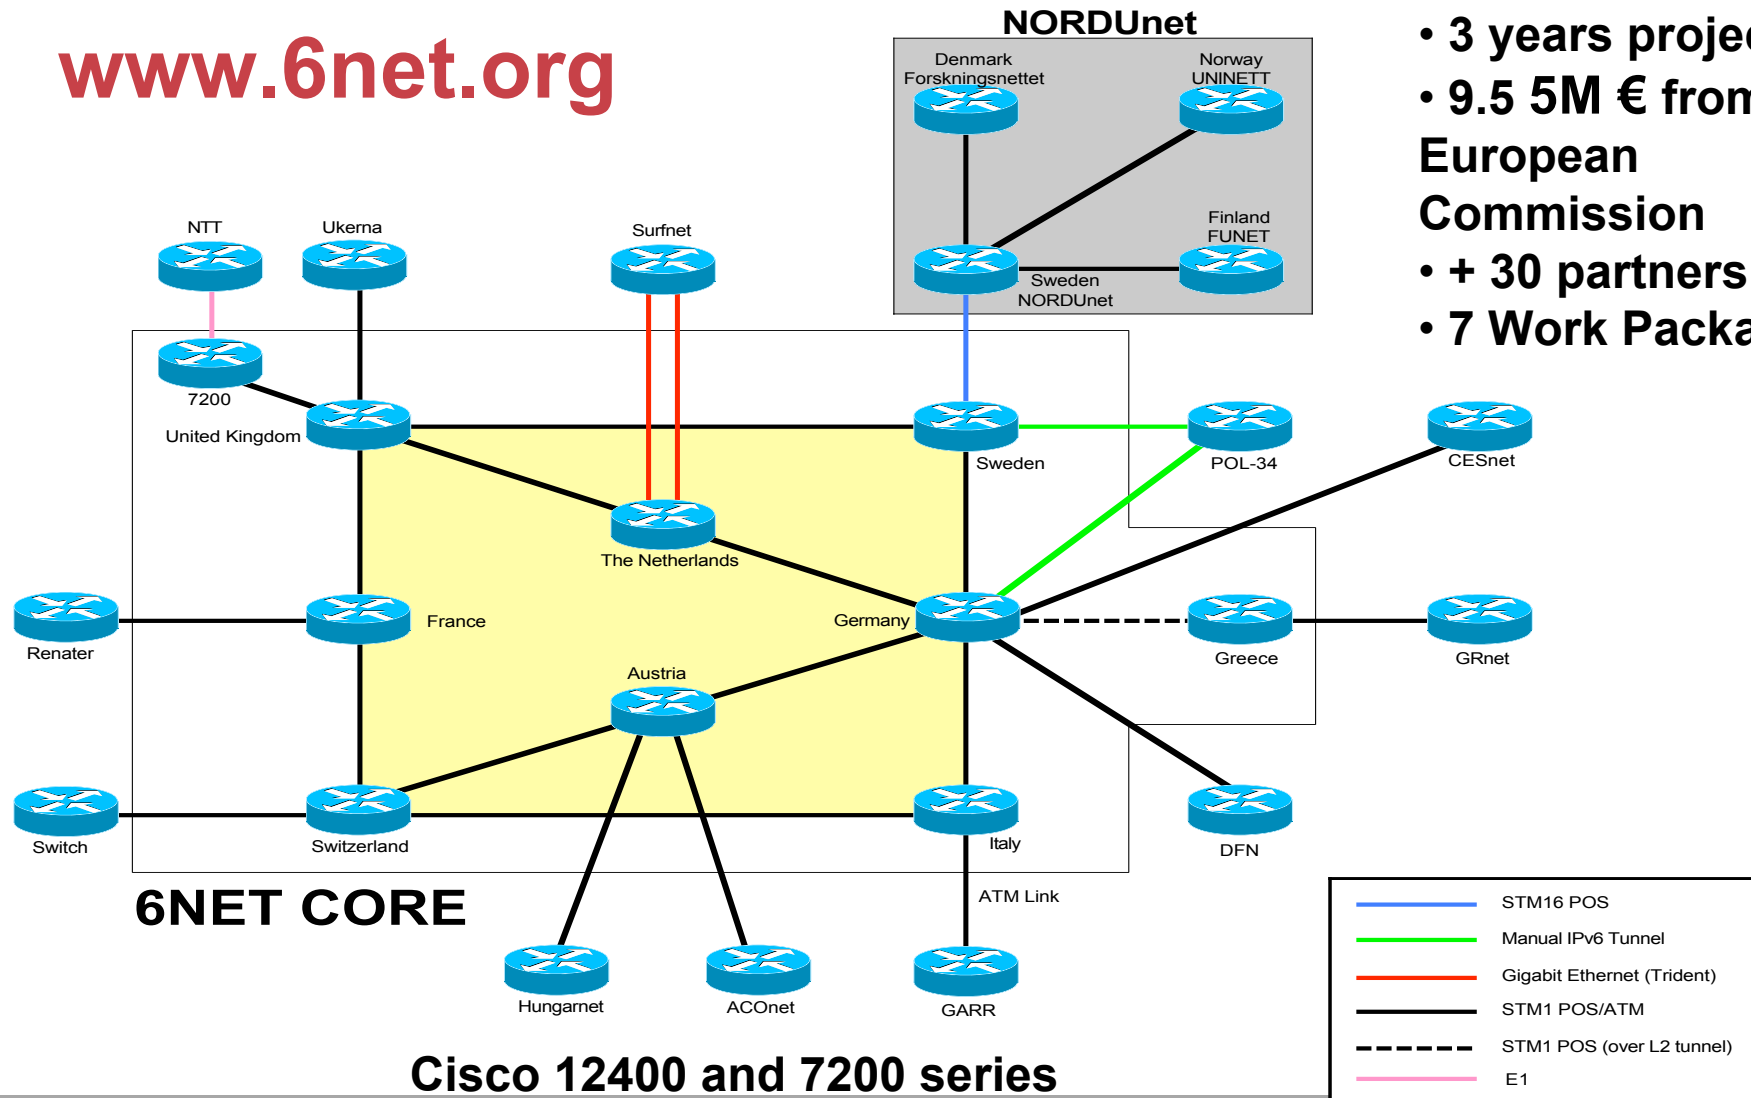 www.6net.org
NORDUnet
Denmark
Forskningsnettet
Norway
UNINETT
Finland
FUNET
Sweden
NORDUnet
• 3 years
• 9.5 5M €
European
Commission
• + 30 partners
• 7 Work
NTT
Ukerna
Surfnet
7200
United Kingdom
Sweden
POL-34
CESnet
The Netherlands
Renater
France
Germany
Greece
GRnet
Austria
Switch
Switzerland
Italy
DFN
6NET CORE
ATM Link
Hungarnet
ACOnet
GARR
Cisco 12400 and 7200 series
STM16 POS
Manual IPv6 Tunnel
Gigabit Ethernet (Trident)
STM1 POS/ATM
STM1 POS (over L2 tunnel)
E1